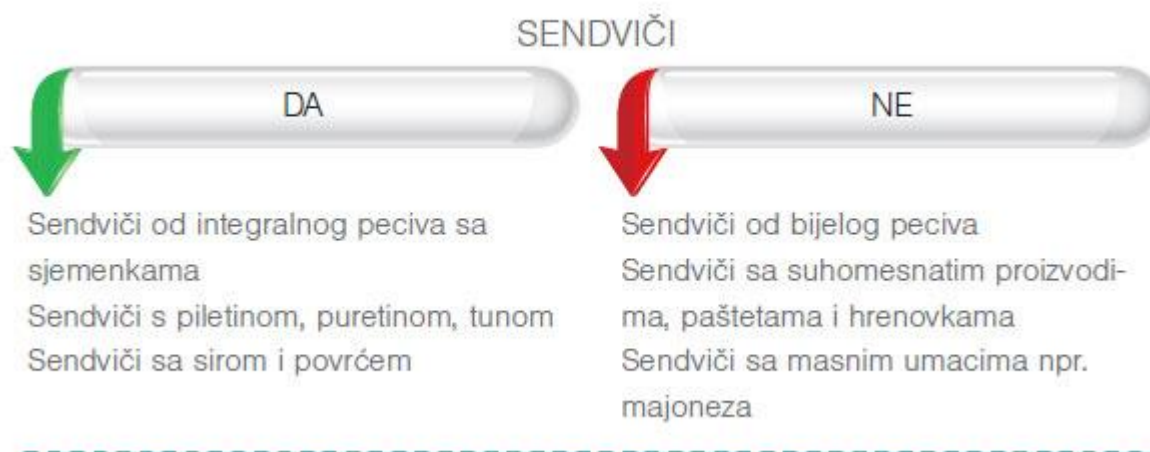 SENDVIČI
DA
Sendviči od integralnog peciva sa
sjemenkama
Sendviči s piletinom, puretinom, tunom
Sendviči sa sirom i povrćem
NE
Sendviči od bijelog peciva
Sendviči sa suhomesnatim proizvodi-
ma, paštetama i hrenovkama
Sendviči sa masnim umacima npr.
majoneza